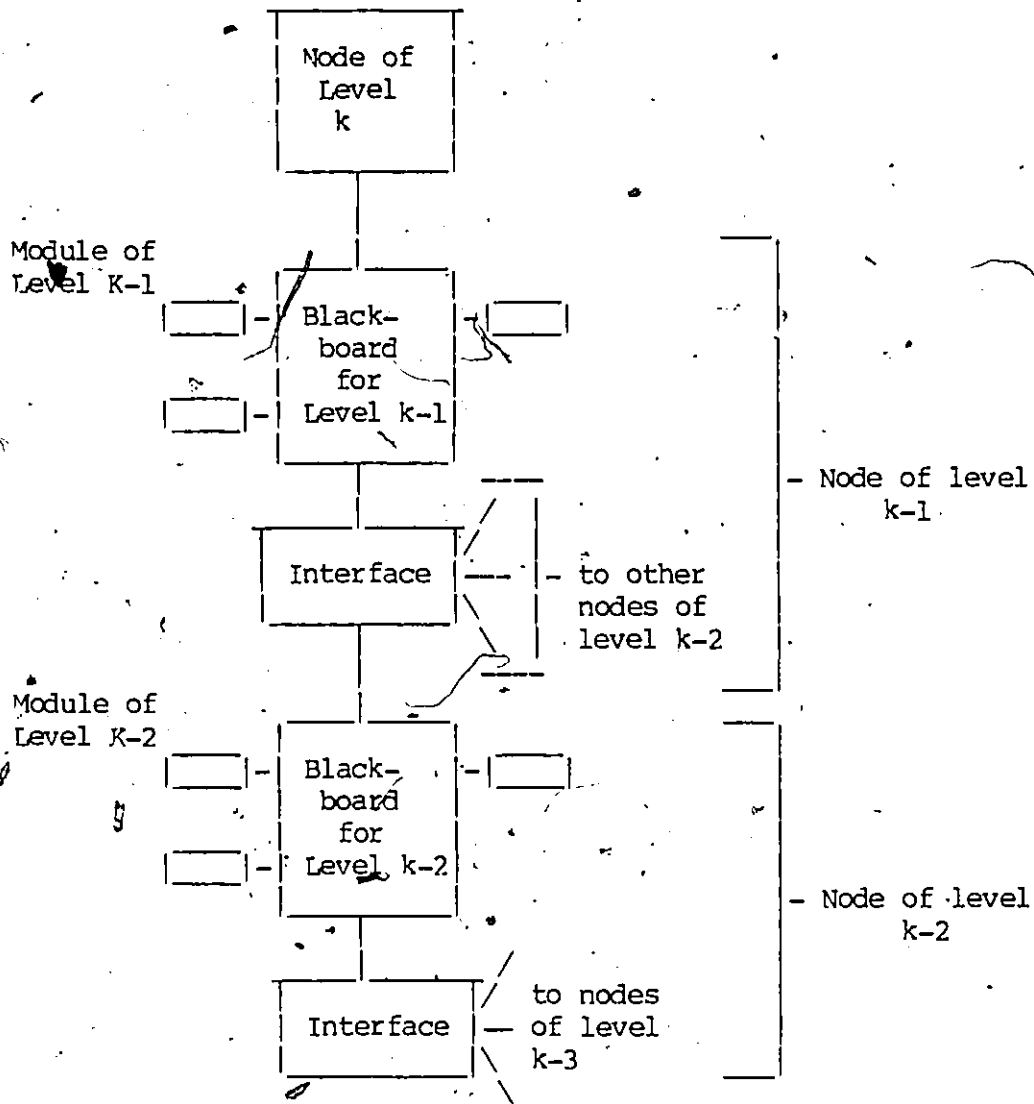 Node of
Level
k
Module of
Level K-1
Black-
board
for
Level k-1
Node of level
k-1
Interface
to other
nodes of
level k-2
Module of
Level K-2
Black-
board
for
Level k-2
Node of level
k-2
Interface
to nodes
of level
k-3